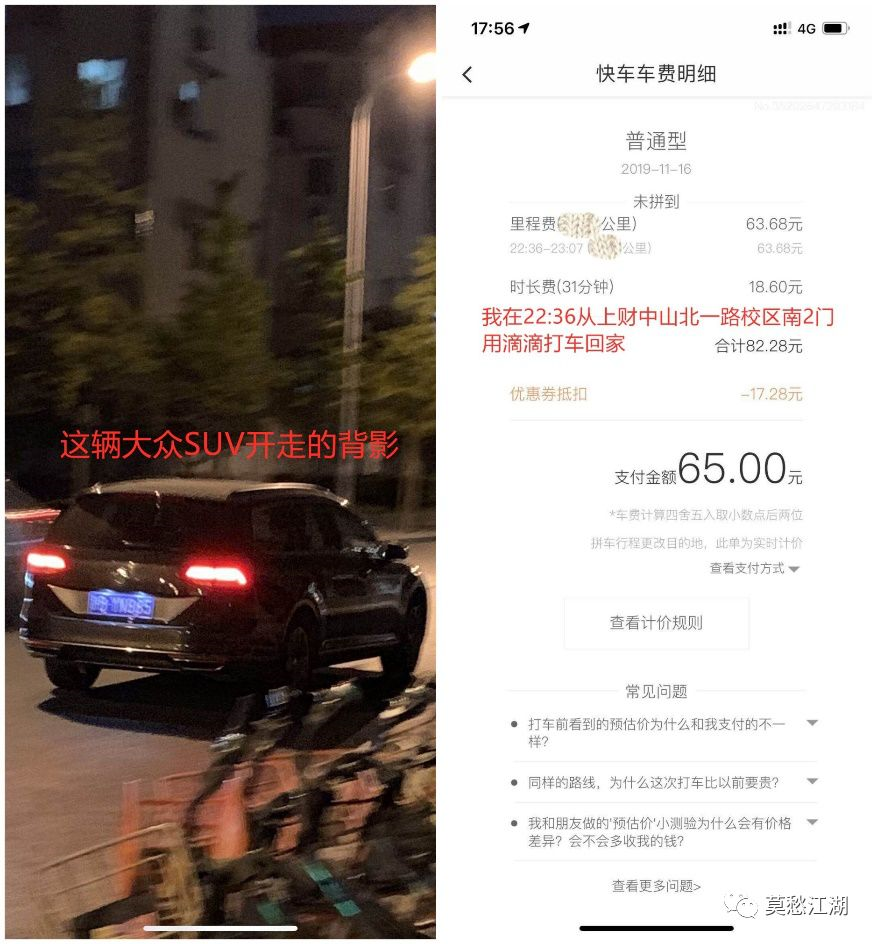 这辆大众SUV开走的背影
17:56
4G
快车车费明细
普通型
2019-11-16
未拼到
里程费 公里) 63.68元
22:36-23:07 ( 公里) 63.68元
时长费(31分钟) 18.60元
我在22:36从上财中山北一路校区南2门
用滴滴打车回家
合计82.28元
优惠券抵扣 -17.28元
支付金额65.00元
*车费计算四舍五入取小数点后两位
拼车行程更改目的地，此单为实时计价
查看支付方式
查看计价规则
常见问题
打车前看到的预估价为什么和我支付的不一
样？
同样的路线，为什么这次打车比以前要贵？
我和朋友做的'预估价'小测验为什么会有价格
差异？会不会多收我的钱？
查看更多问题>
莫愁江湖